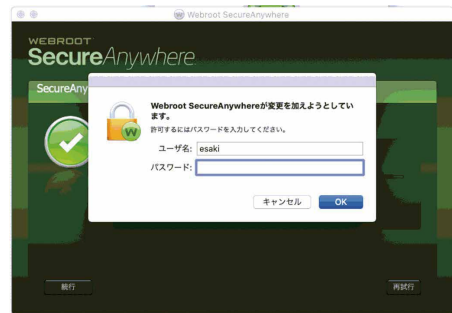 Webroot SecureAnywhere
WEBROOT
SecureAnywhere
SecureAny
Webroot SecureAnywhereが変更を加えようとしてい
ます。
許可するにはパスワードを入力してください。
ユーザ名: esaki
パスワード:
キャンセル OK
続行 再試行